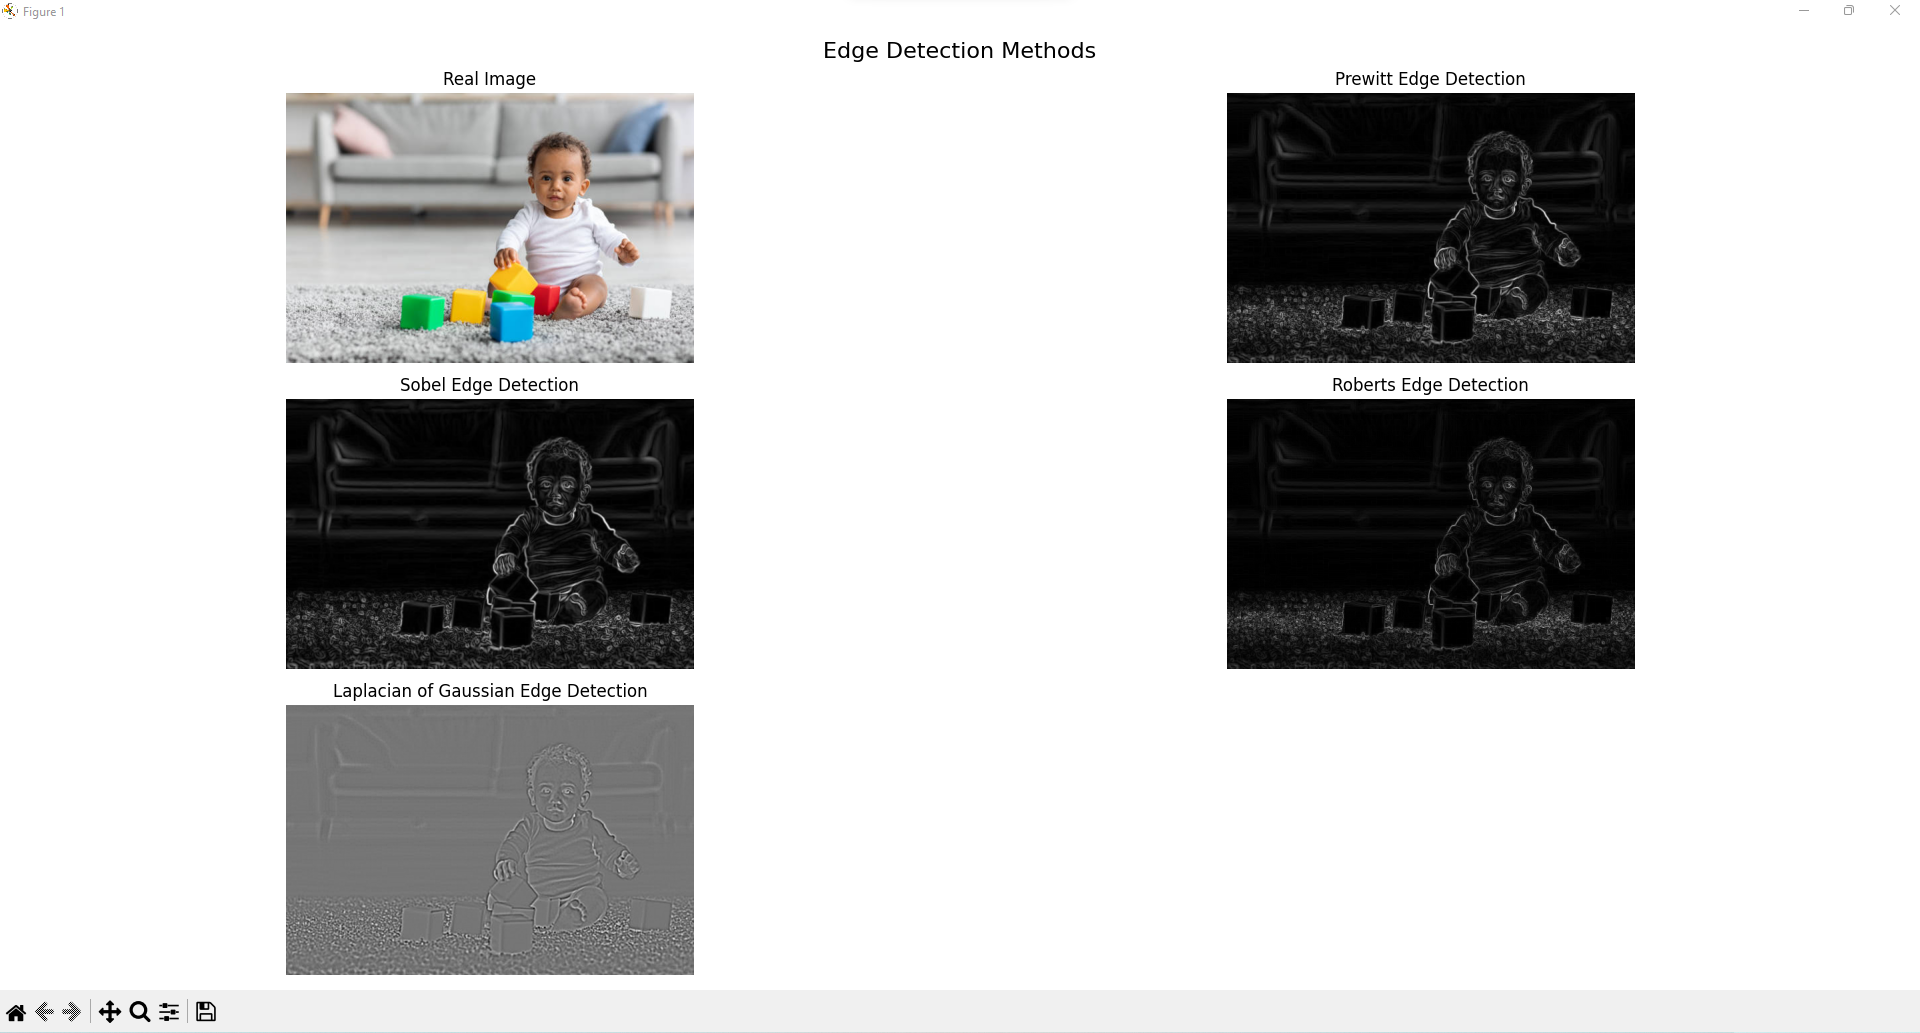 Figure 1
Edge Detection Methods
Real Image
Prewitt Edge Detection
Sobel Edge Detection
Roberts Edge Detection
Laplacian of Gaussian Edge Detection